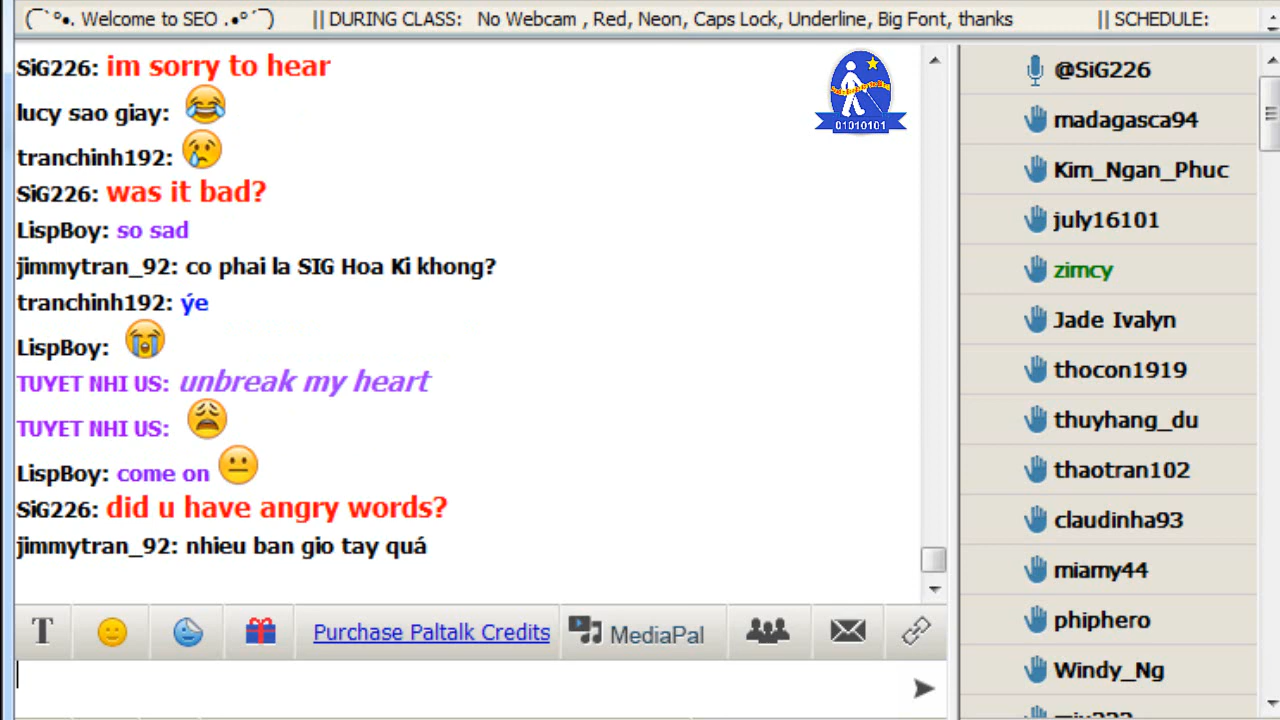 (¯`°•. Welcome to SEO .•°´¯) || DURING CLASS: No Webcam , Red, Neon, Caps Lock, Underline, Big Font, thanks || SCHEDULE:
SiG226: im sorry to hear
lucy sao giay: 😂
tranchinh192: 😢
SiG226: was it bad?
LispBoy: so sad
jimmytran_92: co phai la SIG Hoa Ki khong?
tranchinh192: ýe
LispBoy: 😭
TUYET NHI US: unbreak my heart
TUYET NHI US: 😩
LispBoy: come on 😐
SiG226: did u have angry words?
jimmytran_92: nhieu ban gio tay quá
01010101
Purchase Paltalk Credits
MediaPal
@SiG226
madagasca94
Kim_Ngan_Phuc
july16101
zimcy
Jade Ivalyn
thocon1919
thuyhang_du
thaotran102
claudinha93
miamy44
phiphero
Windy_Ng